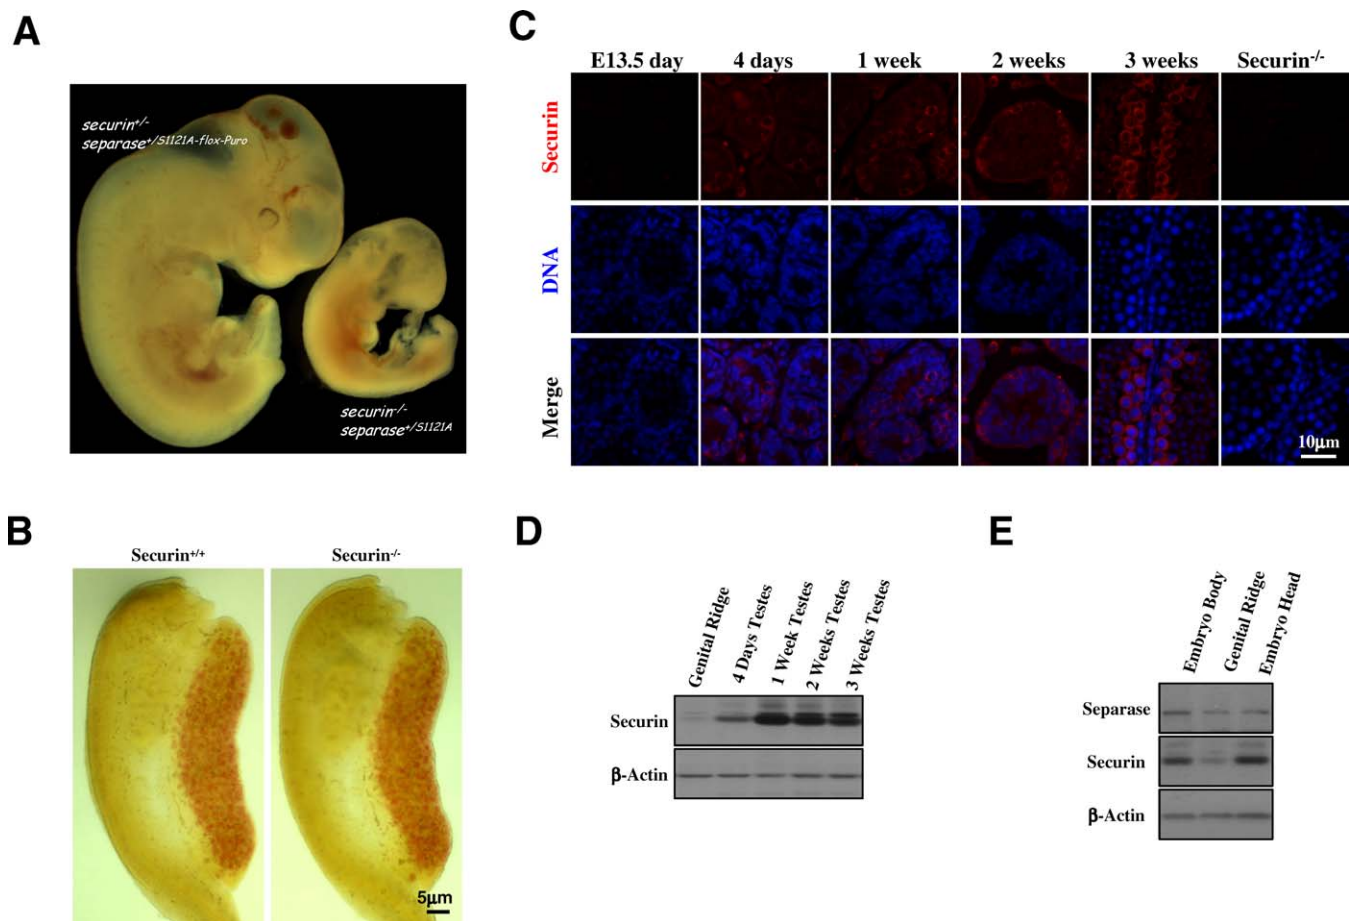 A
securin+/-
separase+/S1121A-flox-Puro
securin-/-
separase+/S1121A
C
E13.5 day 4 days 1 week 2 weeks 3 weeks Securin-/-
Securin
DNA
Merge
10μm
B
Securin+/+ Securin-/-
5μm
D
Genital Ridge
4 Days Testes
1 Week Testes
2 Weeks Testes
3 Weeks Testes
Securin
β-Actin
E
Embryo Body
Genital Ridge
Embryo Head
Separase
Securin
β-Actin